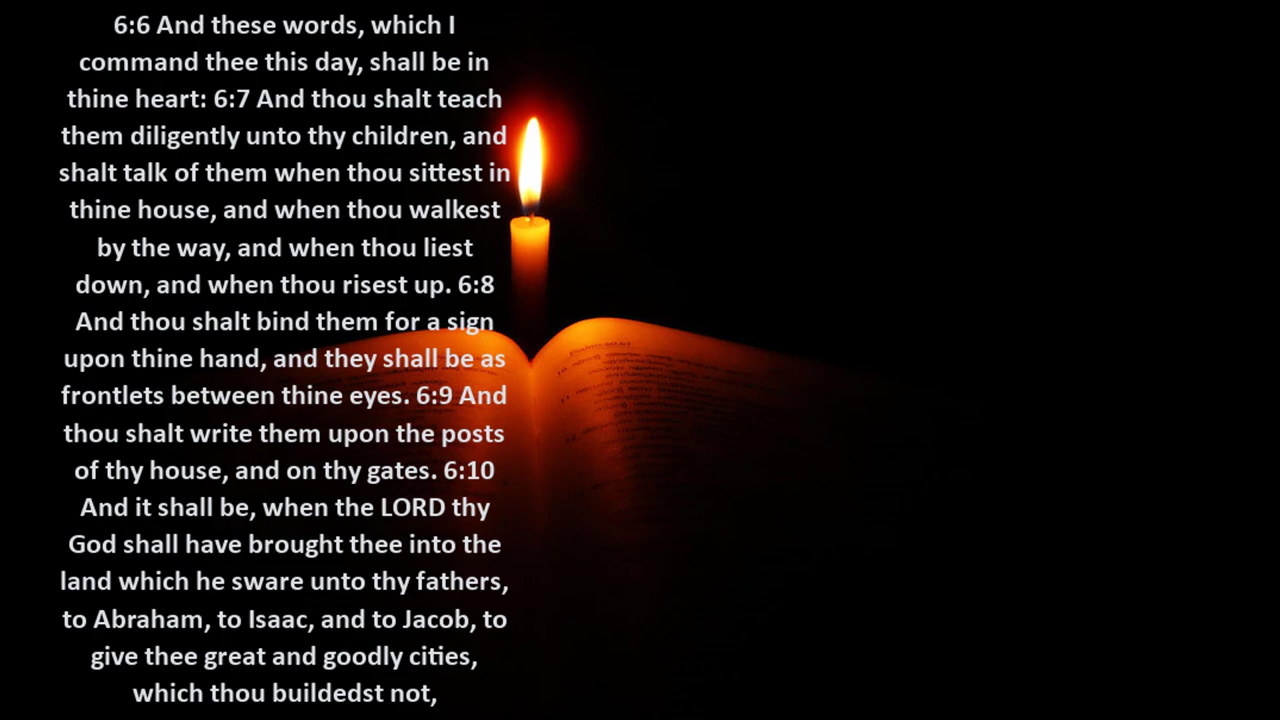 6:6 And these words, which I
command thee this day, shall be in
thine heart: 6:7 And thou shalt teach
them diligently unto thy children, and
shalt talk of them when thou sittest in
thine house, and when thou walkest
by the way, and when thou liest
down, and when thou risest up. 6:8
And thou shalt bind them for a sign
upon thine hand, and they shall be as
frontlets between thine eyes. 6:9 And
thou shalt write them upon the posts
of thy house, and on thy gates. 6:10
And it shall be, when the LORD thy
God shall have brought thee into the
land which he sware unto thy fathers,
to Abraham, to Isaac, and to Jacob, to
give thee great and goodly cities,
which thou buildedst not,